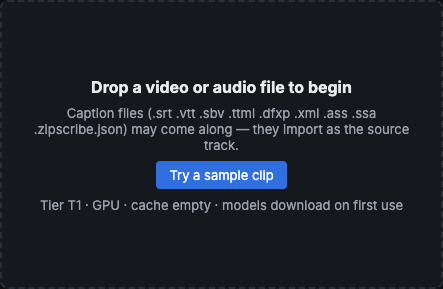 Drop a video or audio file to begin
Caption files (.srt .vtt .sbv .ttml .dfxp .xml .ass .ssa
.zipscribe.json) may come along — they import as the source
track.
Try a sample clip
Tier T1 · GPU · cache empty · models download on first use